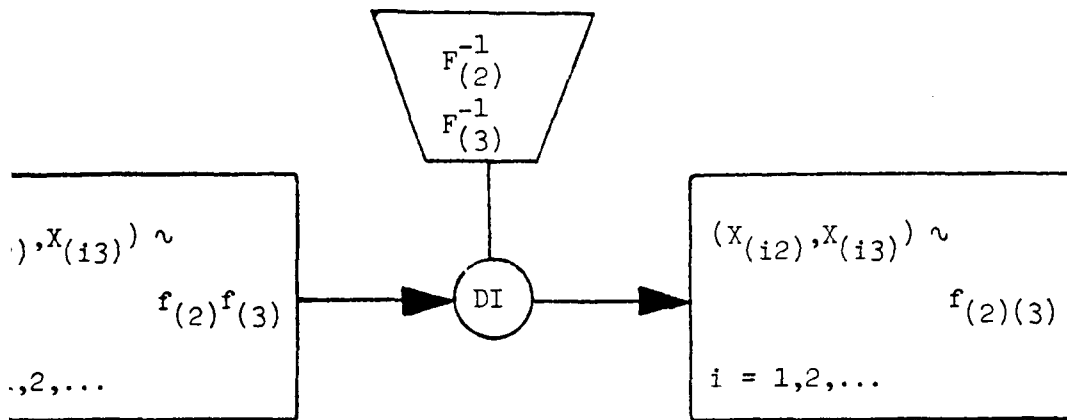 F^{-1}_{(2)}
F^{-1}_{(3)}
),X_{(i3)}) ~
f_{(2)}f_{(3)}
,2,...
DI
(X_{(i2)},X_{(i3)}) ~
f_{(2)(3)}
i = 1,2,...